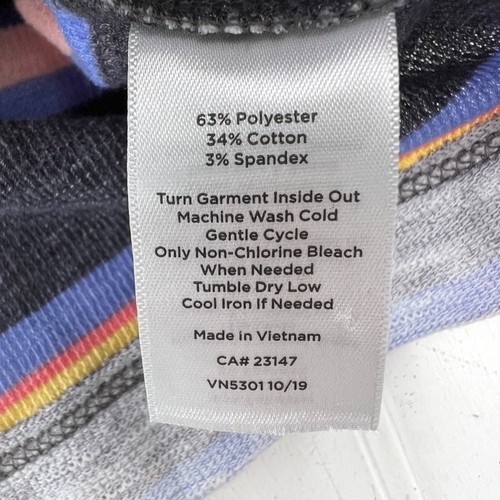 63% Polyester
34% Cotton
3% Spandex
Turn Garment Inside Out
Machine Wash Cold
Gentle Cycle
Only Non-Chlorine Bleach
When Needed
Tumble Dry Low
Cool Iron If Needed
Made in Vietnam
CA# 23147
VN5301 10/19